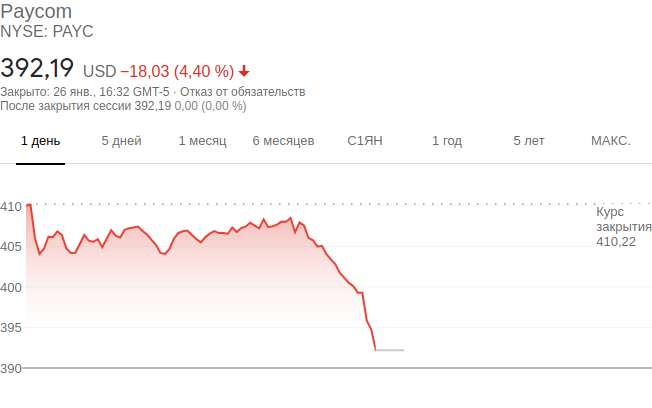 Paycom
NYSE: PAYC
392,19 USD −18,03 (4,40 %)
Закрыто: 26 янв., 16:32 GMT-5 · Отказ от обязательств
После закрытия сессии 392,19 0,00 (0,00 %)
1 день 5 дней 1 месяц 6 месяцев С1ЯН 1 год 5 лет МАКС.
410
Курс
закрытия
410,22
405
400
395
390